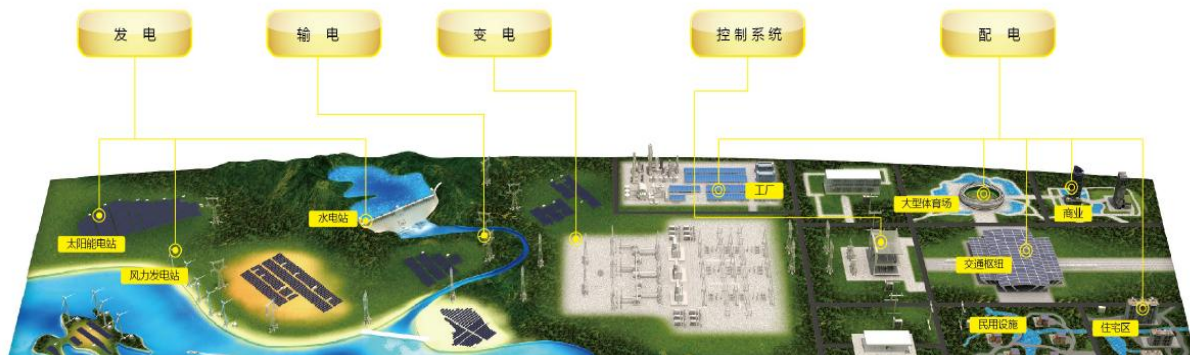 发 电
输 电
变 电
控制系统
配 电
工厂
大型体育场
商业
水电站
太阳能电站
风力发电站
交通枢纽
民用设施
住宅区